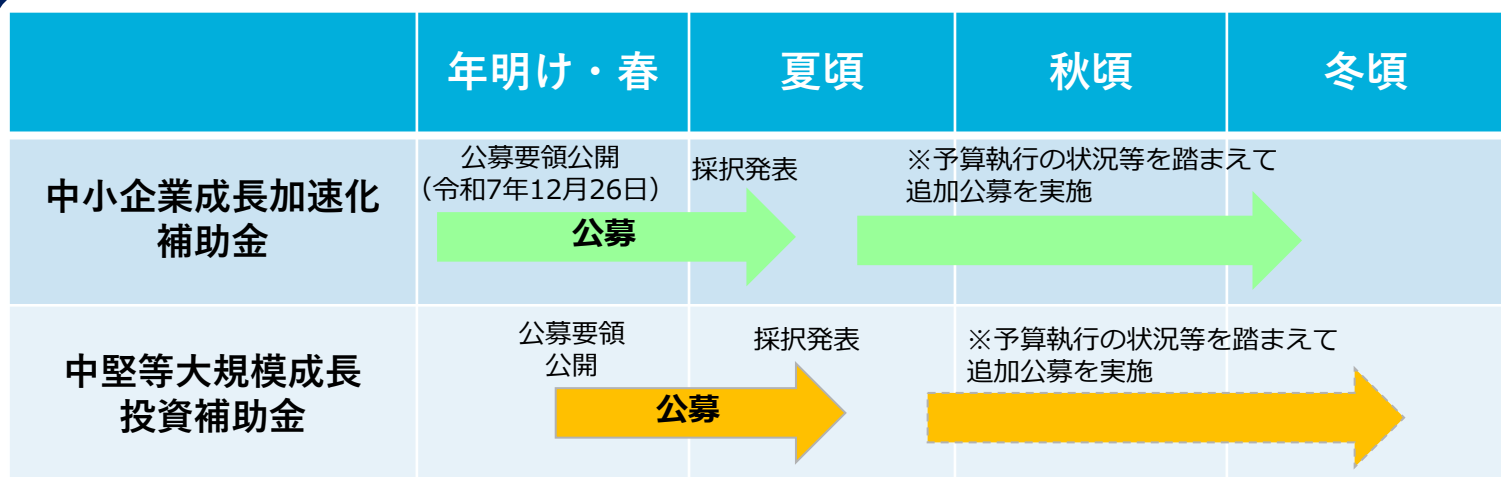 年明け・春
夏頃
秋頃
冬頃
中小企業成長加速化
補助金
公募要領公開
（令和7年12月26日）
公募
採択発表
※予算執行の状況等を踏まえて
追加公募を実施
中堅等大規模成長
投資補助金
公募要領
公開
公募
採択発表
※予算執行の状況等を踏まえて
追加公募を実施